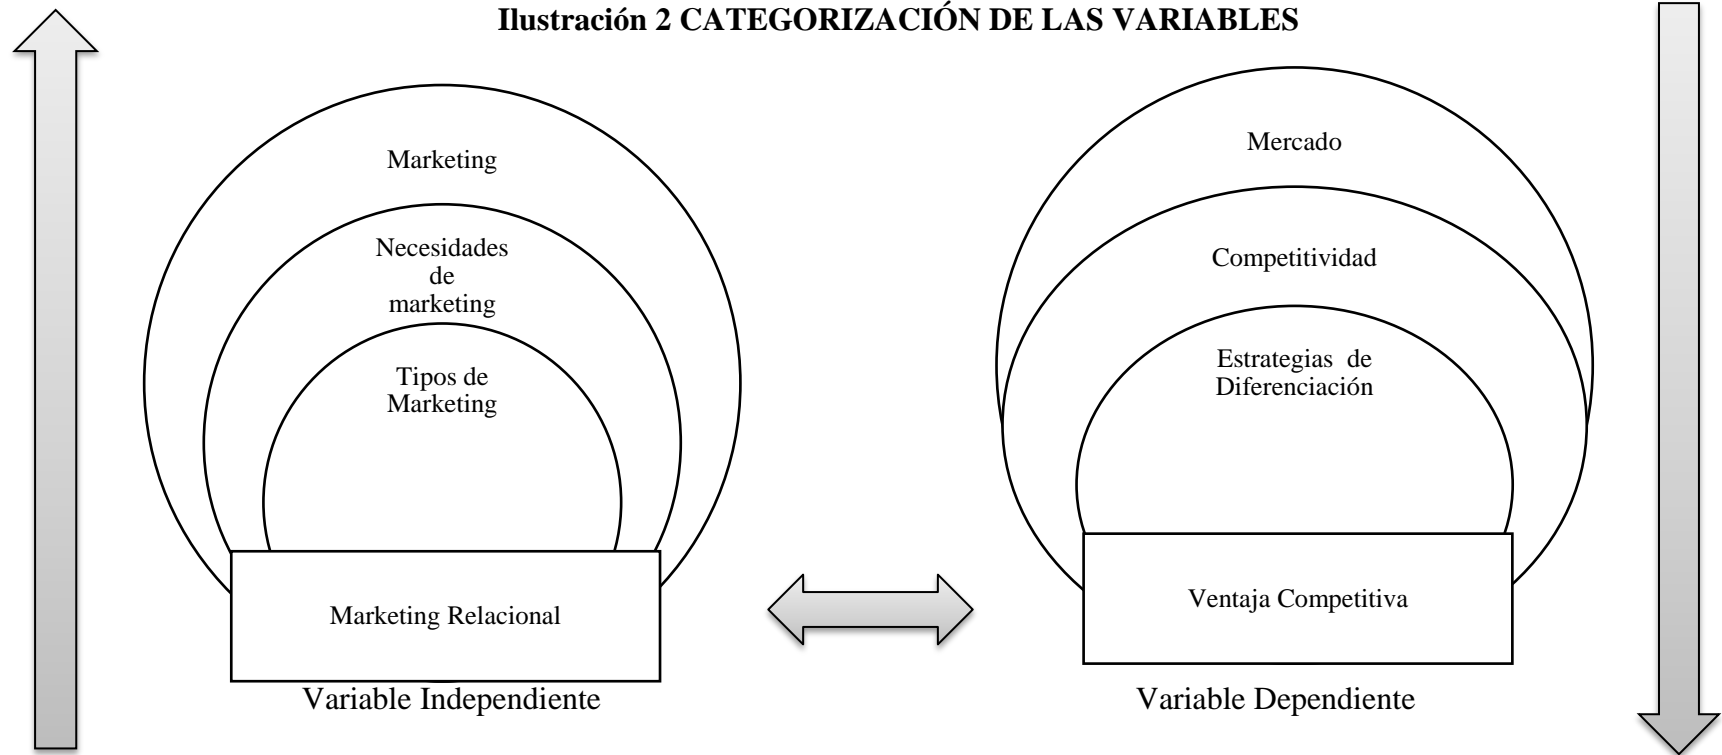 Ilustración 2 CATEGORIZACIÓN DE LAS VARIABLES
Marketing
Necesidades
de
marketing
Tipos de
Marketing
Marketing Relacional
Variable Independiente
Mercado
Competitividad
Estrategias de
Diferenciación
Ventaja Competitiva
Variable Dependiente